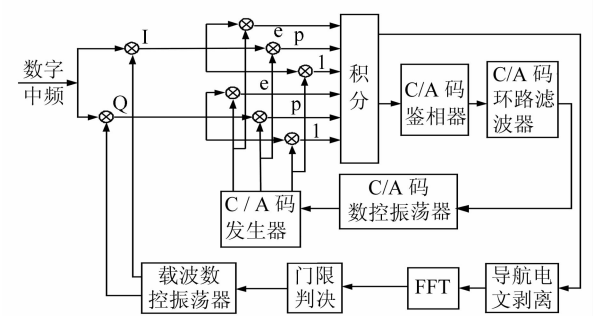 数字
中频
I
Q
e
p
1
e
p
1
积
分
C/A 码
鉴相器
C/A 码
环路滤
波器
C / A 码
发生器
C/A 码
数控振荡器
载波数
控振荡器
门限
判决
FFT
导航电
文剥离